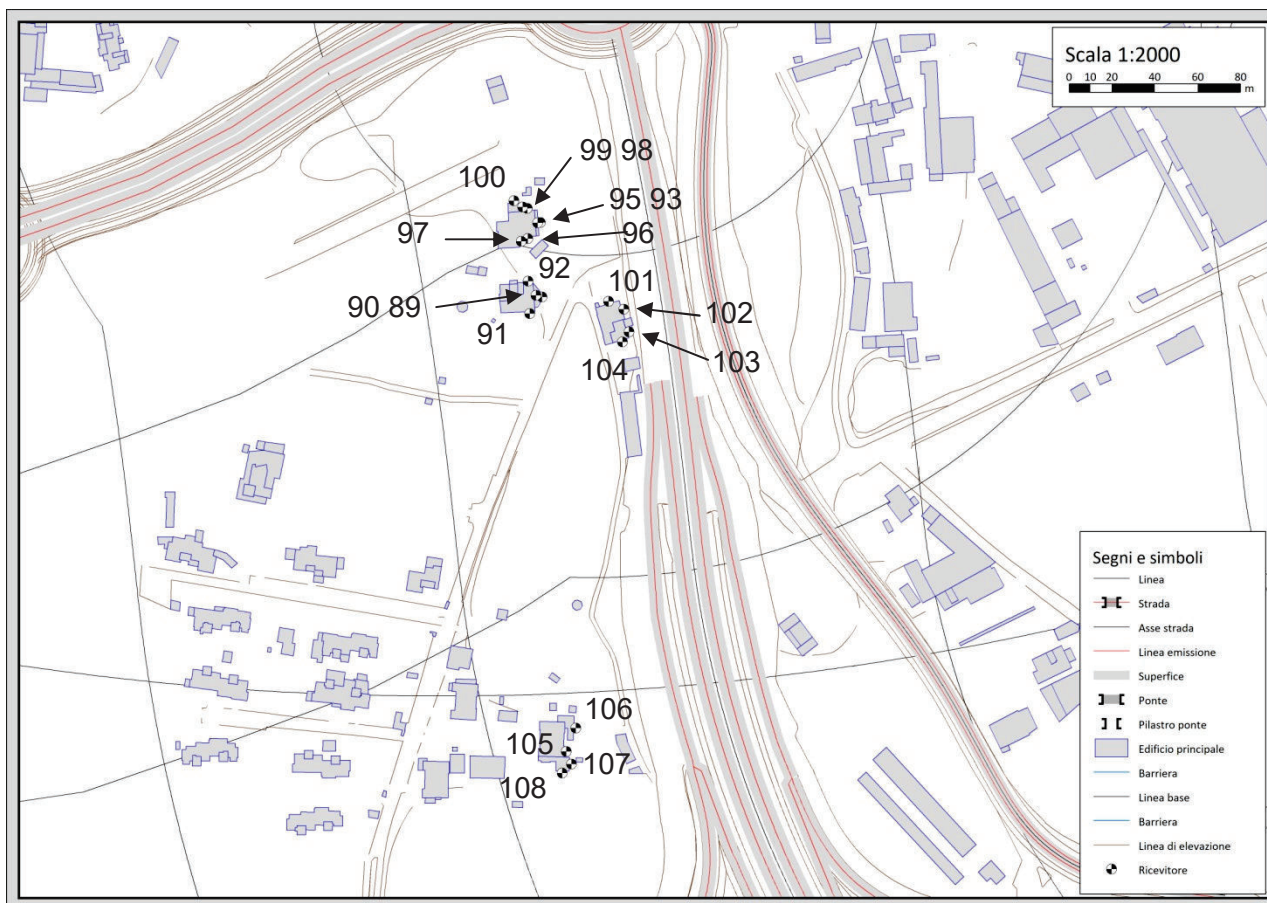 Scala 1:2000
0 10 20 40 60 80
m
99 98
100
95 93
97
96
92
101
90 89
102
91
103
104
106
105
107
108
Segni e simboli
Linea
Strada
Asse strada
Linea emissione
Superfice
Ponte
Pilastro ponte
Edificio principale
Barriera
Linea base
Barriera
Linea di elevazione
Ricevitore